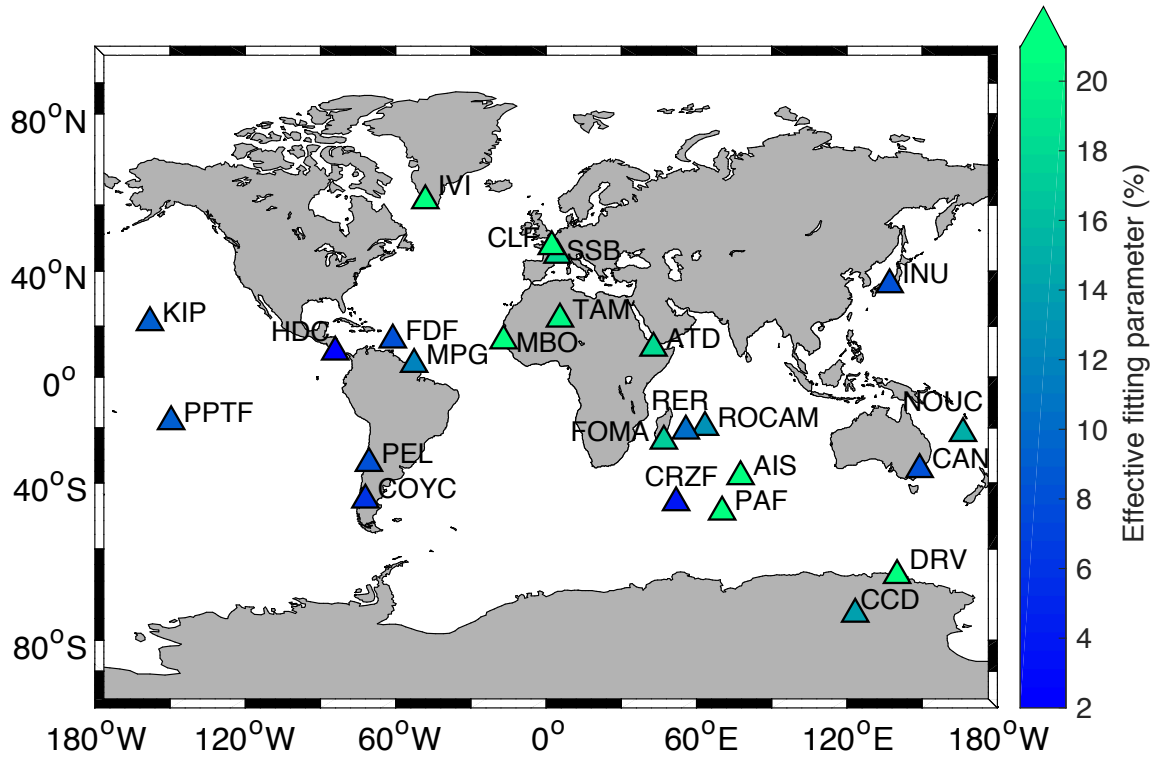 80°N
40°N
0°
40°S
80°S
180°W
120°W
60°W
0°
60°E
120°E
180°W
IVI
CLF
SSB
INU
KIP
HDC
FDF
MPG
MBO
TAM
ATD
PPTF
RER
ROCAM
NOUC
FOMA
PEL
CAN
COYC
CRZF
AIS
PAF
DRV
CCD
20
18
16
14
12
10
8
6
4
2
Effective fitting parameter (%)